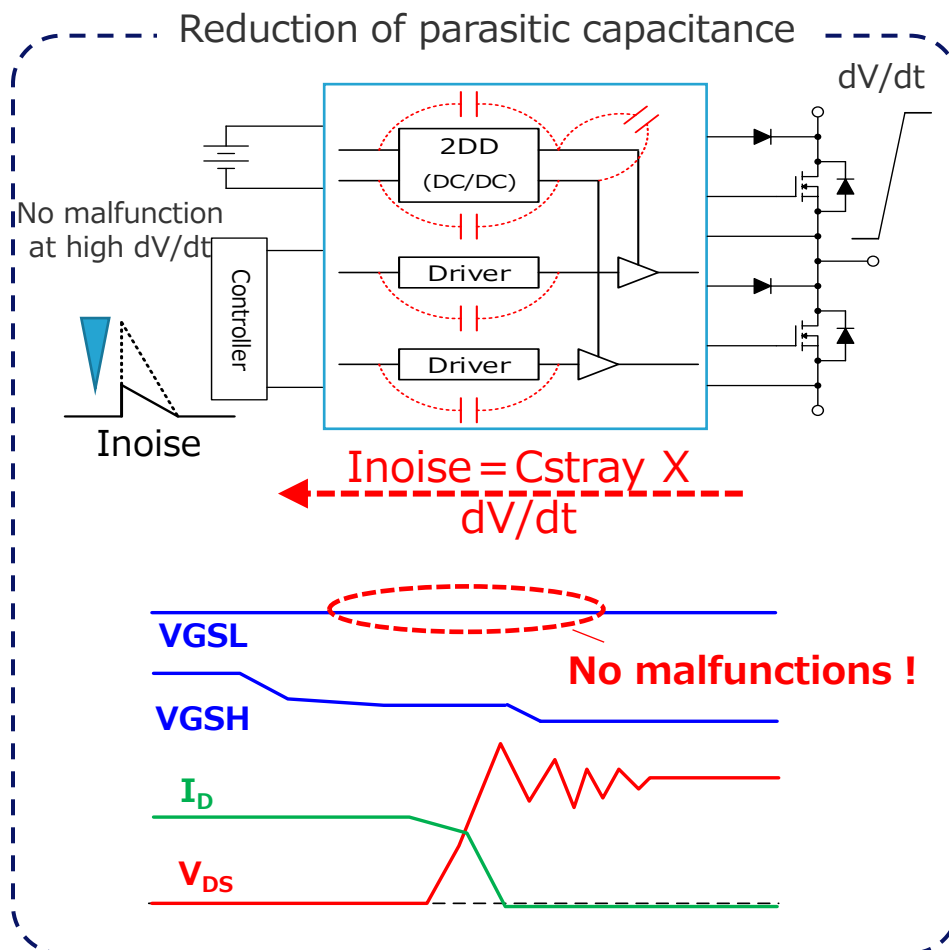 Reduction of parasitic capacitance
dV/dt
2DD
(DC/DC)
No malfunction
at high dV/dt
Controller
Driver
Driver
Inoise
Inoise=Cstray X
dV/dt
VGSL
No malfunctions !
VGSH
ID
VDS